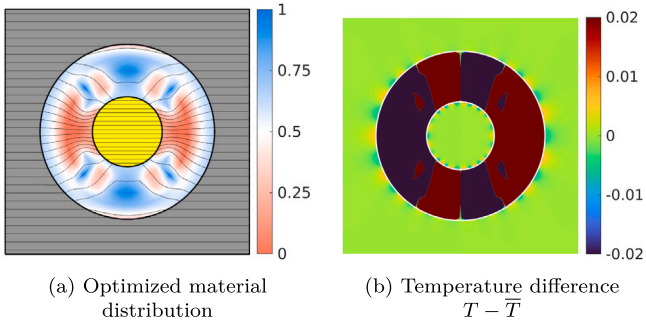 1
0.75
0.5
0.25
0
0.02
0.01
0
-0.01
-0.02
(a) Optimized material
distribution
(b) Temperature difference
T − T̅